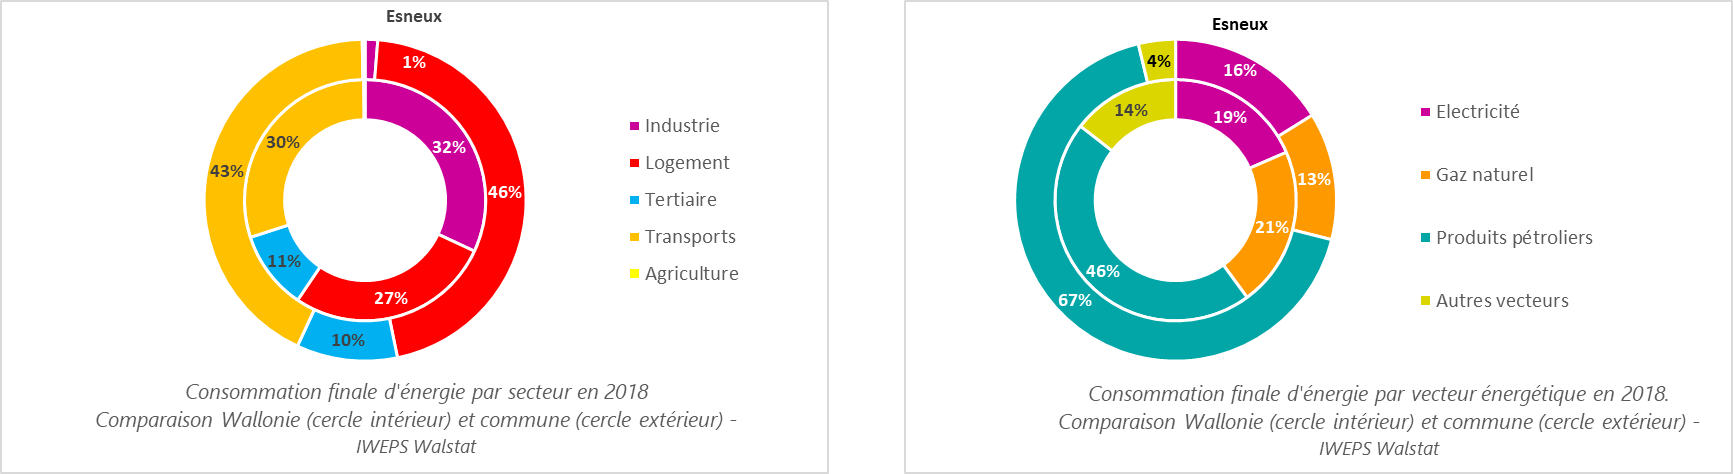 Esneux
1%
32%
30%
43%
46%
11%
27%
10%
Industrie
Logement
Tertiaire
Transports
Agriculture
Consommation finale d'énergie par secteur en 2018
Comparaison Wallonie (cercle intérieur) et commune (cercle extérieur) -
IWEPS Walstat
Esneux
4%
16%
14%
19%
13%
21%
46%
67%
Electricité
Gaz naturel
Produits pétroliers
Autres vecteurs
Consommation finale d'énergie par vecteur énergétique en 2018.
Comparaison Wallonie (cercle intérieur) et commune (cercle extérieur) -
IWEPS Walstat